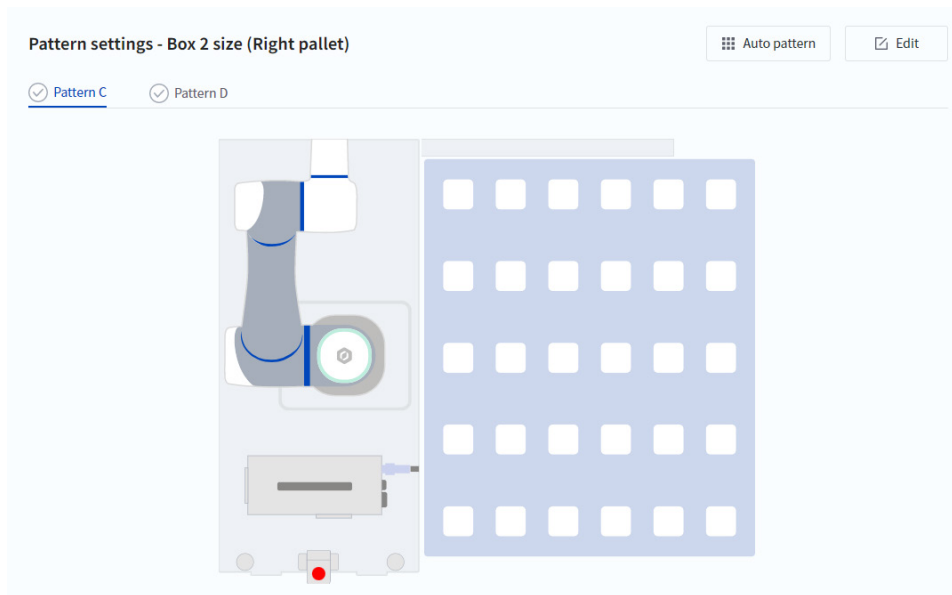 Pattern settings - Box 2 size (Right pallet)
Auto pattern
Edit
Pattern C
Pattern D